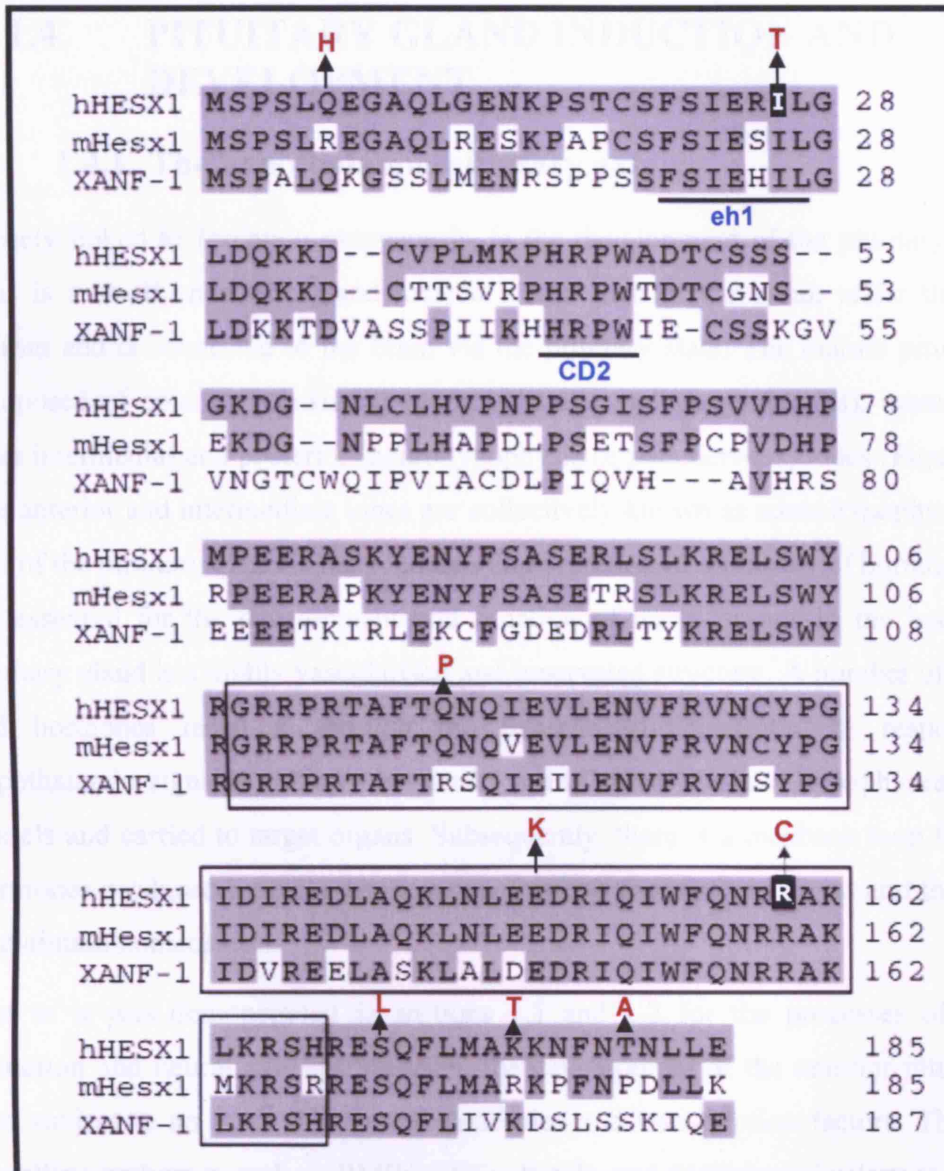 H T
hHESX1 MSPSLQEGAQLGENKPSTCSFSIERILG 28
mHesx1 MSPSLREGAQLRESKPAPCSFSIESILG 28
XANF-1 MSPALQKGSSLMENRSPPSSFSIEHILG 28
eh1
hHESX1 LDQKKD--CVPLMKPHRPWADTCSSS-- 53
mHesx1 LDQKKD--CTTSVRPHRPWTDTCGNS-- 53
XANF-1 LDKKTDVASSPIIKHHRPWIE-CSSKGV 55
CD2
hHESX1 GKDG--NLCLHVPNPPSGISFPSVVDHP 78
mHesx1 EKDG--NPPLHAPDLPSETSFPCPVDHP 78
XANF-1 VNGTCWQIPVIACDLPIQVH---AVHRS 80
hHESX1 MPEERASKYENYFSASERLSLKRELSWY 106
mHesx1 RPEERAPKYENYFSASETRSLKRELSWY 106
XANF-1 EEEETKIRLEKCFGDEDRLTYKRELSWY 108
P
hHESX1 RGRRPRTAFTQNQIEVLENVFRVNCYPG 134
mHesx1 RGRRPRTAFTQNQVEVLENVFRVNCYPG 134
XANF-1 RGRRPRTAFTRSQIEILENVFRVNSYPG 134
K C
hHESX1 IDIREDLAQKLNLEEDRIQIWFQNRRAK 162
mHesx1 IDIREDLAQKLNLEEDRIQIWFQNRRAK 162
XANF-1 IDVREELASKLALDEDRIQIWFQNRRAK 162
L T A
hHESX1 LKRSHRESQFLMAKKNFNTNLLE 185
mHesx1 MKRSRRESQFLMARKPFNPDLLK 185
XANF-1 LKRSHRESQFLIVKDSLSSKIQE 187